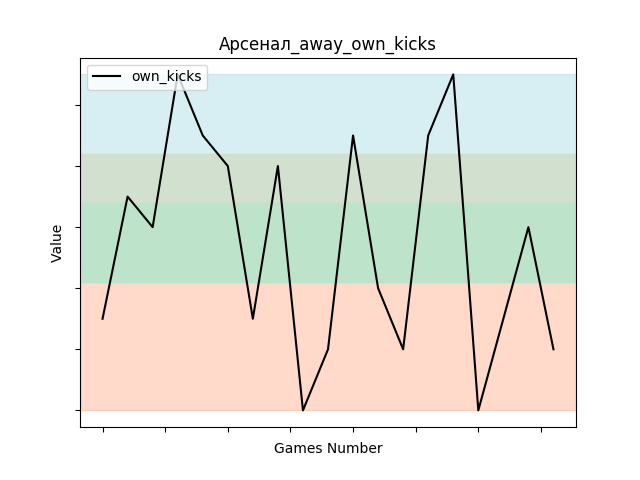 Арсенал_away_own_kicks
own_kicks
Value
Games Number